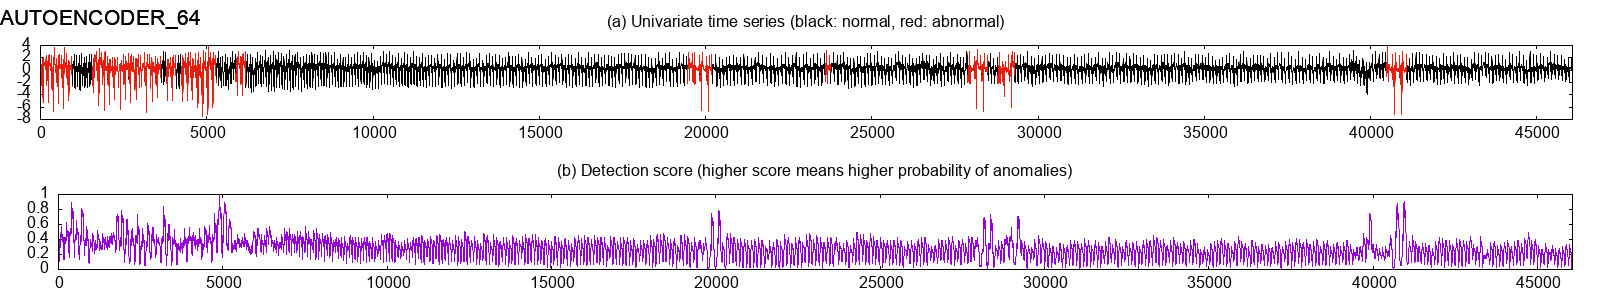 AUTOENCODER_64
(a) Univariate time series (black: normal, red: abnormal)
4
2
0
-2
-4
-6
-8
0 5000 10000 15000 20000 25000 30000 35000 40000 45000
(b) Detection score (higher score means higher probability of anomalies)
1
0.8
0.6
0.4
0.2
0
0 5000 10000 15000 20000 25000 30000 35000 40000 45000